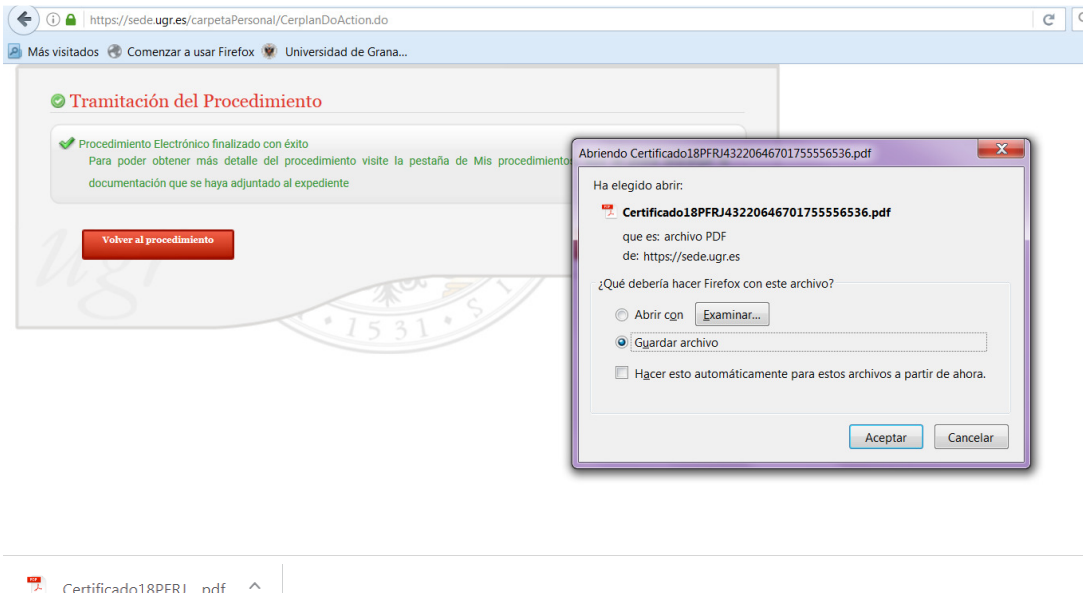 https://sede.ugr.es/carpetaPersonal/CerplanDoAction.do
Más visitados Comenzar a usar Firefox Universidad de Grana...
Tramitación del Procedimiento
Procedimiento Electrónico finalizado con éxito
Para poder obtener más detalle del procedimiento visite la pestaña de Mis procedimientos
documentación que se haya adjuntado al expediente
Volver al procedimiento
ugr
1531
Abriendo Certificado18PFRJ43220646701755556536.pdf
Ha elegido abrir:
Certificado18PFRJ43220646701755556536.pdf
que es: archivo PDF
de: https://sede.ugr.es
¿Qué debería hacer Firefox con este archivo?
Abrir con Examinar...
Guardar archivo
Hacer esto automáticamente para estos archivos a partir de ahora.
Aceptar Cancelar
Certificado18PFRJ....pdf